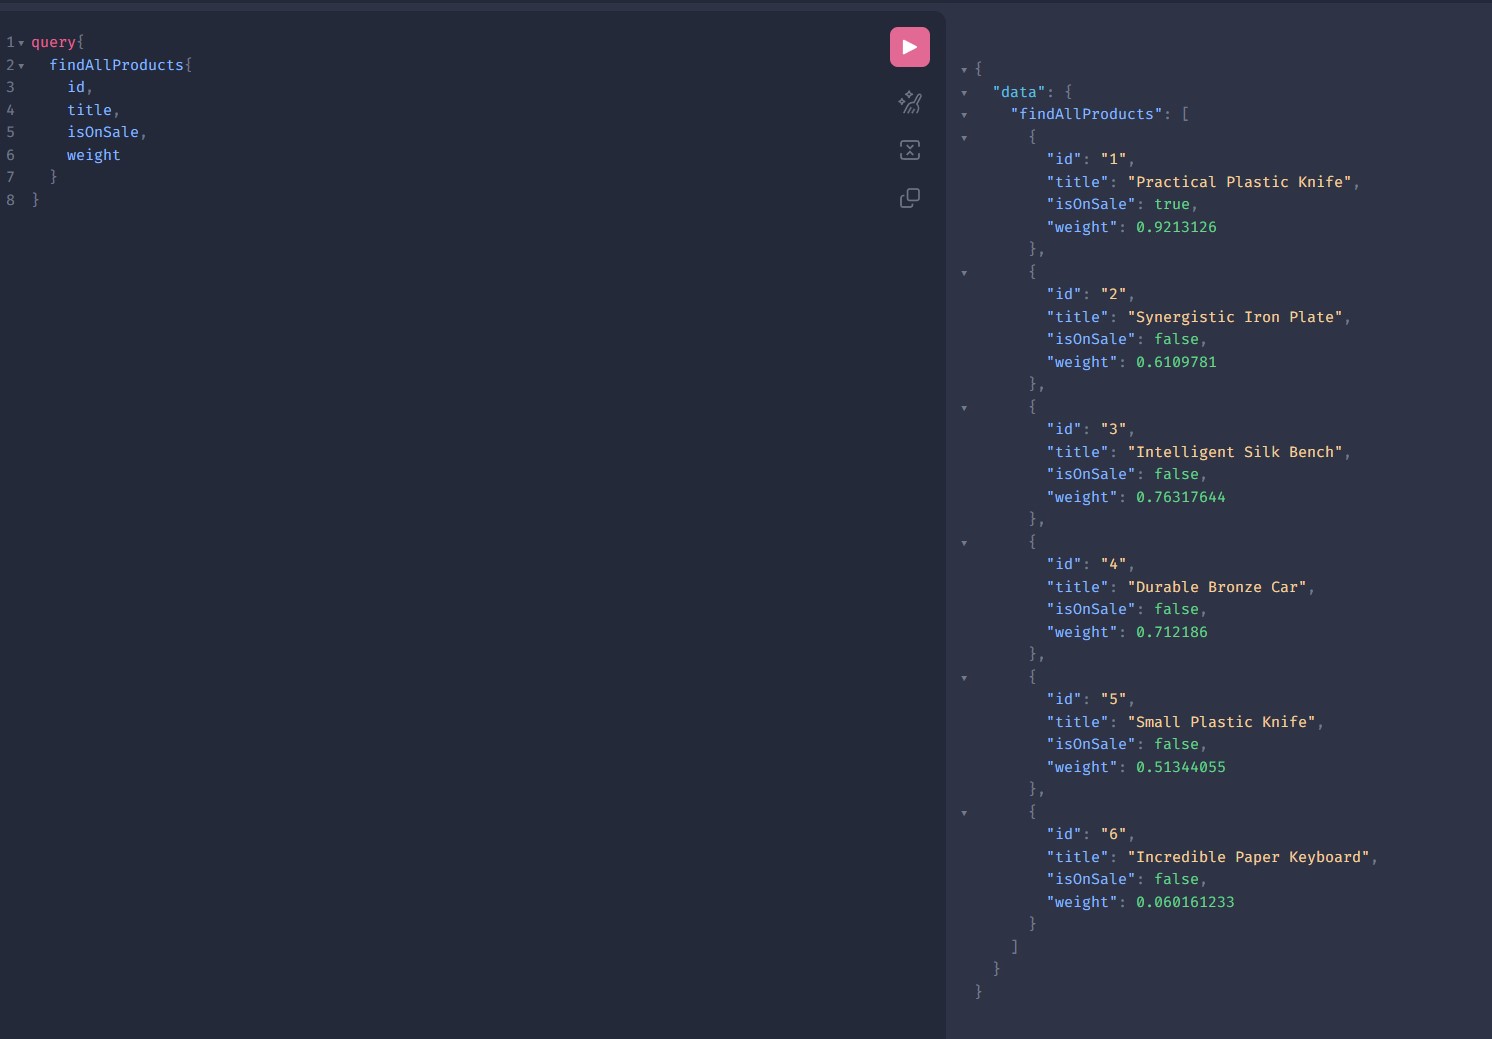 1 query{
2 findAllProducts{
3 id,
4 title,
5 isOnSale,
6 weight
7 }
8 }
{
"data": {
"findAllProducts": [
{
"id": "1",
"title": "Practical Plastic Knife",
"isOnSale": true,
"weight": 0.9213126
},
{
"id": "2",
"title": "Synergistic Iron Plate",
"isOnSale": false,
"weight": 0.6109781
},
{
"id": "3",
"title": "Intelligent Silk Bench",
"isOnSale": false,
"weight": 0.76317644
},
{
"id": "4",
"title": "Durable Bronze Car",
"isOnSale": false,
"weight": 0.712186
},
{
"id": "5",
"title": "Small Plastic Knife",
"isOnSale": false,
"weight": 0.51344055
},
{
"id": "6",
"title": "Incredible Paper Keyboard",
"isOnSale": false,
"weight": 0.060161233
}
]
}
}